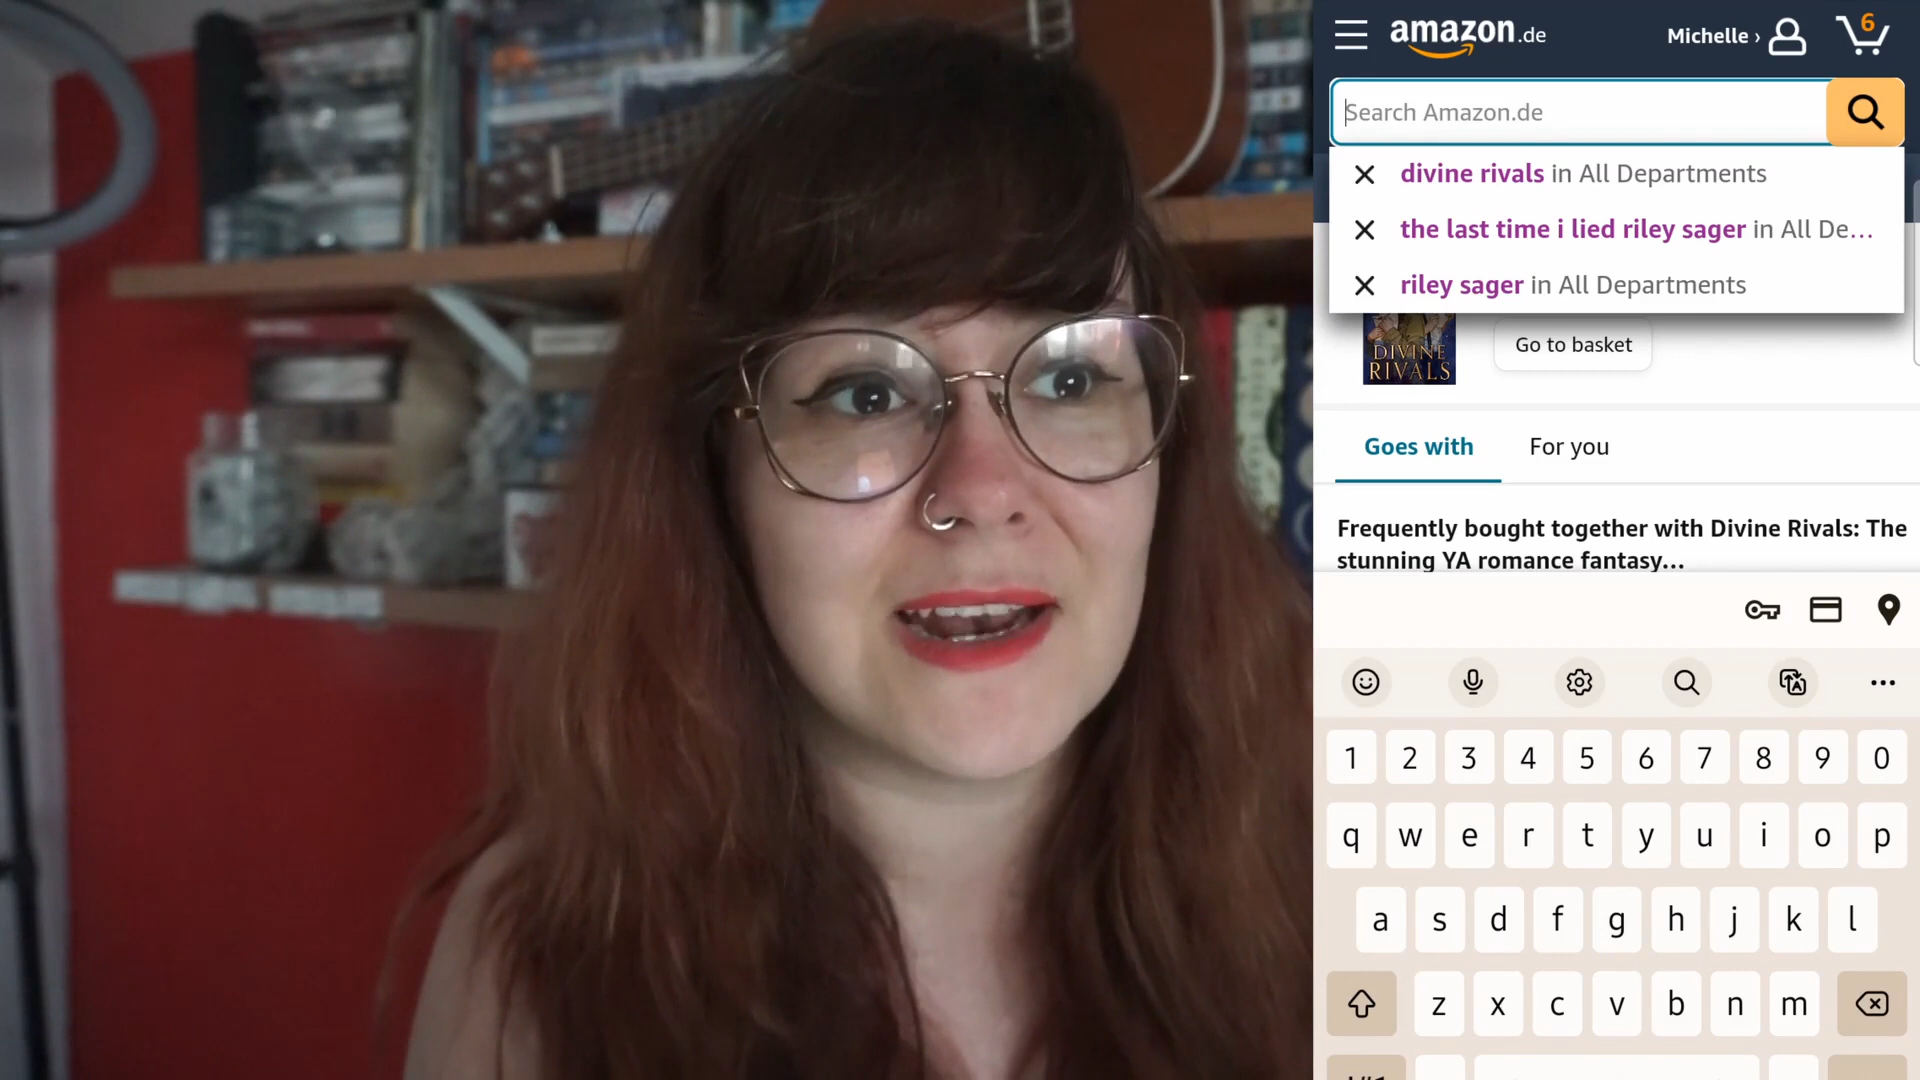 amazon.de
Michelle ›
6
Search Amazon.de
divine rivals in All Departments
the last time i lied riley sager in All De...
riley sager in All Departments
DIVINE
RIVALS
Go to basket
Goes with
For you
Frequently bought together with Divine Rivals: The
stunning YA romance fantasy...
1 2 3 4 5 6 7 8 9 0
q w e r t y u i o p
a s d f g h j k l
z x c v b n m